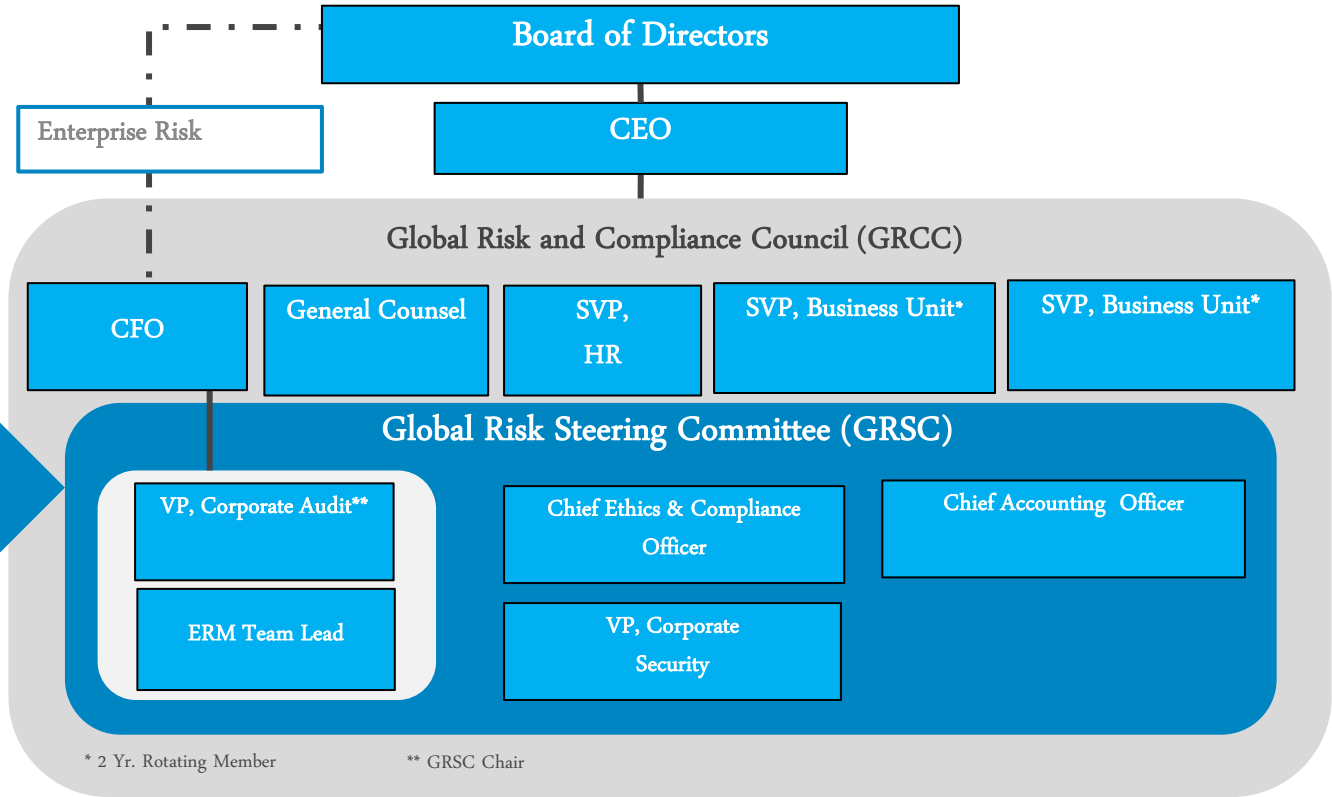 Board of Directors
Enterprise Risk
CEO
Global Risk and Compliance Council (GRCC)
CFO
General Counsel
SVP,
HR
SVP, Business Unit*
SVP, Business Unit*
Global Risk Steering Committee (GRSC)
VP, Corporate Audit**
ERM Team Lead
Chief Ethics & Compliance
Officer
VP, Corporate
Security
Chief Accounting  Officer
* 2 Yr. Rotating Member
** GRSC Chair